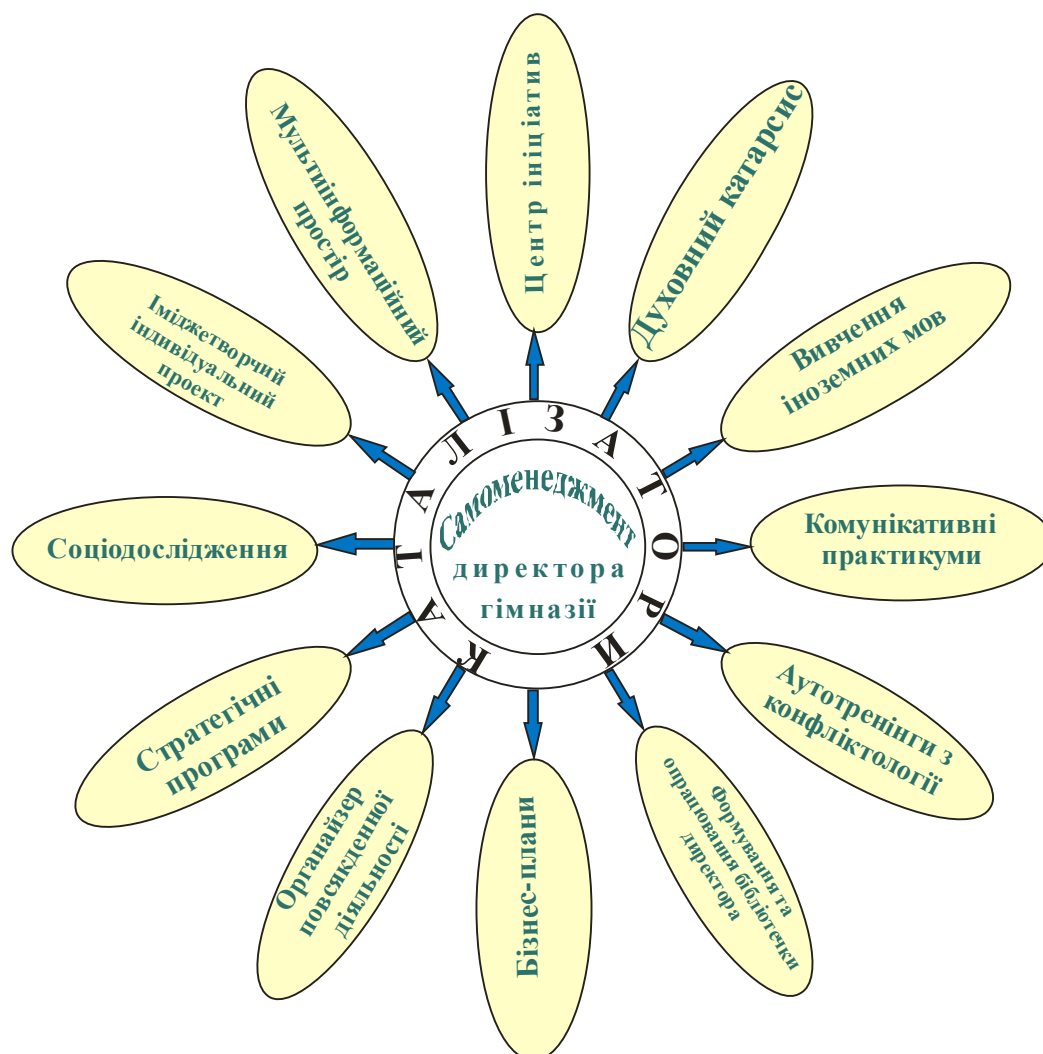 Центр ініціатив
Духовний катарсис
Вивчення
іноземних мов
Комунікативні
практикуми
Аутотренінги з
конфліктології
Формування та
опрацювання бібліотечки
директора
Бізнес-плани
Органайзер
повсякденної
діяльності
Стратегічні
програми
Соціодослідження
Іміджетворчий
індивідуальний
проект
Мультиінформаційний
простір
КАТАЛІЗАТОРИ
Самоменеджмент
директора
гімназії